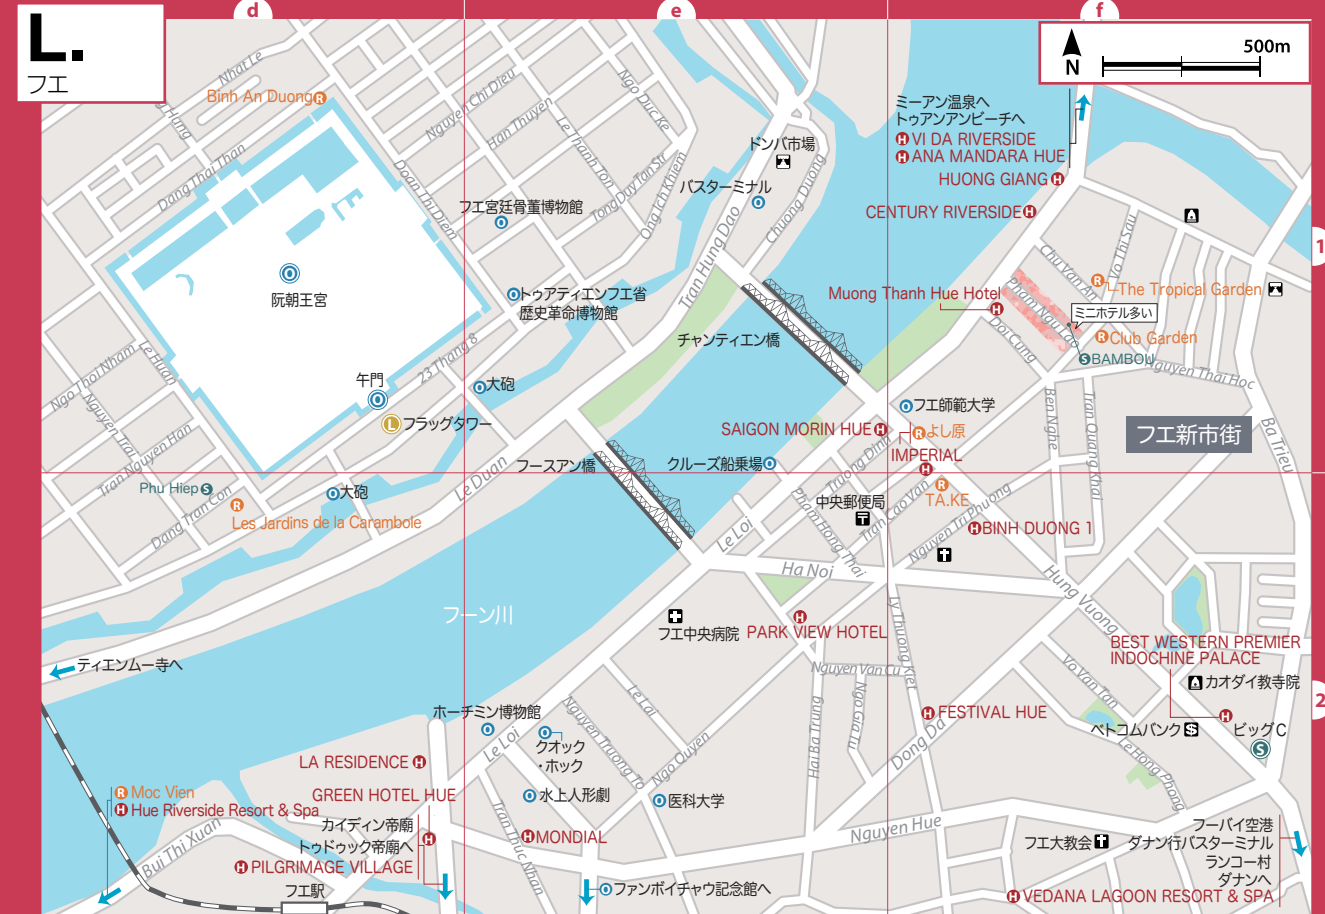 L.
フエ
d
e
f
1
2
500m
N
Nhat Le
Binh An Duong R
Dang Thai Than
Nguyen Chi Dieu
Han Thuyen
Le Thanh Ton
Ngo Duc Ke
Tong Duy Tan Str
Ong Ich Khiem
Doan Thi Diem
フエ宮廷骨董博物館
O
ドンバ市場
バスターミナル
O
Tran Hung Dao
Chuong Duong
ミーアン温泉へ
トゥアンアンビーチへ
H VI DA RIVERSIDE
H ANA MANDARA HUE
HUONG GIANG H
CENTURY RIVERSIDE H
O
阮朝王宮
O トゥアティエンフエ省
歴史革命博物館
Muong Thanh Hue Hotel
H
Chu Van An
Vo Thi Sau
Pham Ngu Lao
R The Tropical Garden
ミニホテル多い
R Club Garden
S BAMBOU
Doi Cung
Nguyen Thai Hoc
チャンティエン橋
Ngo Thoi Nham
Le Huan
Nguyen Trai
Tran Nguyen Han
23 Thang 8
午門
O
L フラッグタワー
O 大砲
O フエ師範大学
SAIGON MORIN HUE H
R よし原
IMPERIAL
H
Ben Nghe
Tran Quang Khai
フエ新市街
Ba Trieu
Phu Hiep S
R
Les Jardins de la Carambole
Dang Tran Con
O 大砲
Le Duan
フースアン橋
クルーズ船乗場 O
Truong Dinh
中央郵便局
Tran Cao Van
R
TA.KE
Nguyen Tri Phuong
H BINH DUONG 1
Pham Hong Thai
Le Loi
Ha Noi
Hung Vuong
フーン川
フエ中央病院
H
PARK VIEW HOTEL
Ly Thuong Kiet
BEST WESTERN PREMIER
INDOCHINE PALACE
H
カオダイ教寺院
ティエンムー寺へ
Nguyen Van Cu
Ngo Gia Tu
Hai Ba Trung
Vo Van Tan
H FESTIVAL HUE
Dong Da
ベトコムバンク S
ビッグC
S
Le Hong Phong
ホーチミン博物館
O
Le Loi
O
クオック
・ホック
Nguyen Truong To
Le Lai
Ngo Quyen
LA RESIDENCE H
R Moc Vien
H Hue Riverside Resort & Spa
GREEN HOTEL HUE
カイディン帝廟
トゥドゥック帝廟へ
H
H PILGRIMAGE VILLAGE
Bui Thi Xuan
フエ駅
O 水上人形劇
O 医科大学
H MONDIAL
Tran Thuc Nhan
O ファンボイチャウ記念館へ
Nguyen Hue
フエ大教会
フーバイ空港
ダナン行バスターミナル
ランコー村
ダナンへ
H VEDANA LAGOON RESORT & SPA